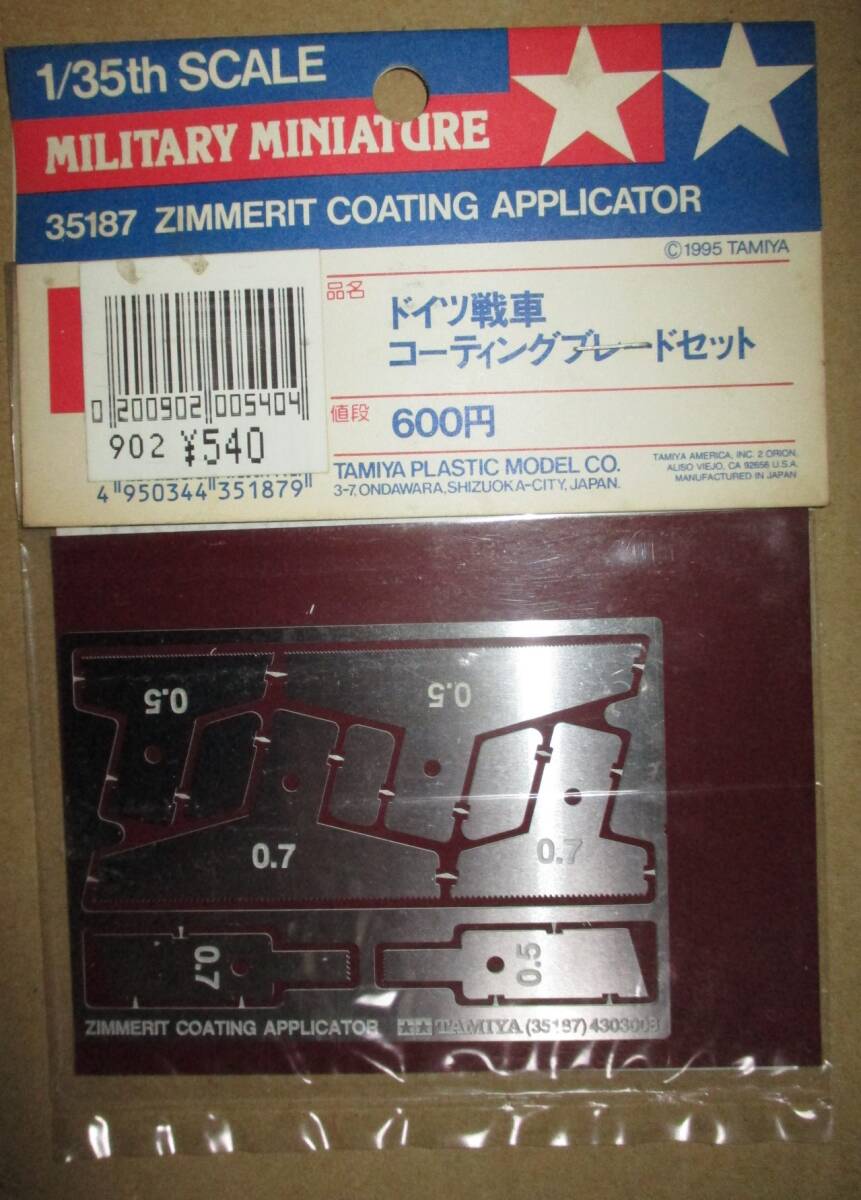 1/35th SCALE
MILITARY MINIATURE
35187 ZIMMERIT COATING APPLICATOR
©1995 TAMIYA
品名
ドイツ戦車
コーティングブレードセット
値段
600円
0 200902 005404
902 ¥540
4 950344 351879
TAMIYA PLASTIC MODEL CO.
3-7, ONDAWARA, SHIZUOKA-CITY, JAPAN.
TAMIYA AMERICA, INC. 2 ORION,
ALISO VIEJO, CA 92656 U.S.A.
MANUFACTURED IN JAPAN
0.5
0.5
0.7
0.7
0.7
0.5
ZIMMERIT COATING APPLICATOR TAMIYA (35187) 4303008